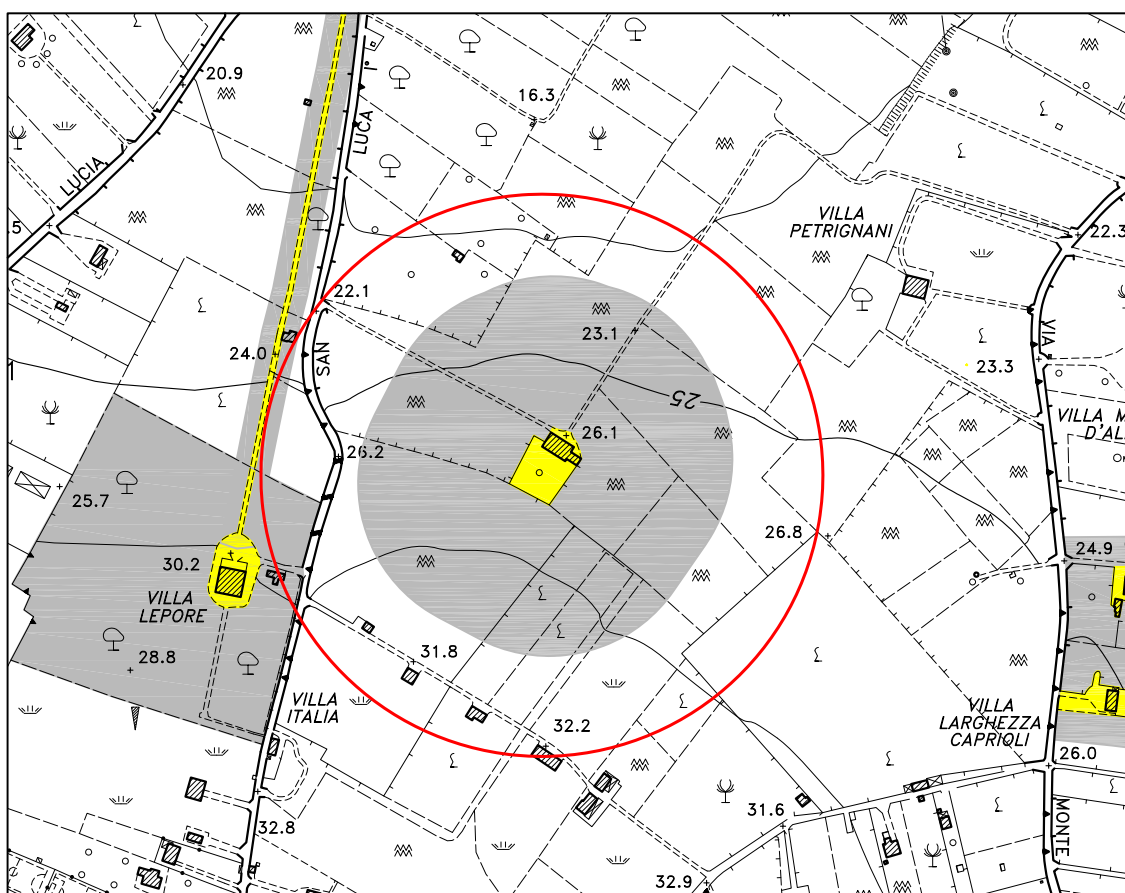 20.9
16.3
LUCA
LUCIA
VILLA
PETRIGNANI
22.3
22.1
23.1
24.0
SAN
VIA
23.3
25
VILLA M
D'AL
26.1
26.2
25.7
26.8
24.9
30.2
VILLA
LEPORE
31.8
28.8
VILLA
ITALIA
VILLA
LARGHEZZA
CAPRIOLI
32.2
26.0
31.6
32.8
MONTE
32.9